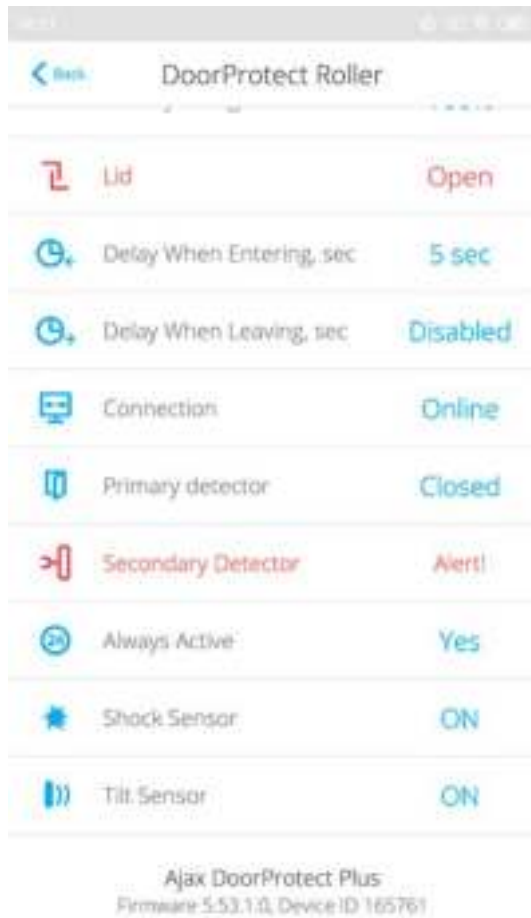 Back DoorProtect Roller
Lid Open
Delay When Entering, sec 5 sec
Delay When Leaving, sec Disabled
Connection Online
Primary detector Closed
Secondary Detector Alert!
24 Always Active Yes
Shock Sensor ON
Tilt Sensor ON
Ajax DoorProtect Plus
Firmware 5.53.1.0, Device ID 165761